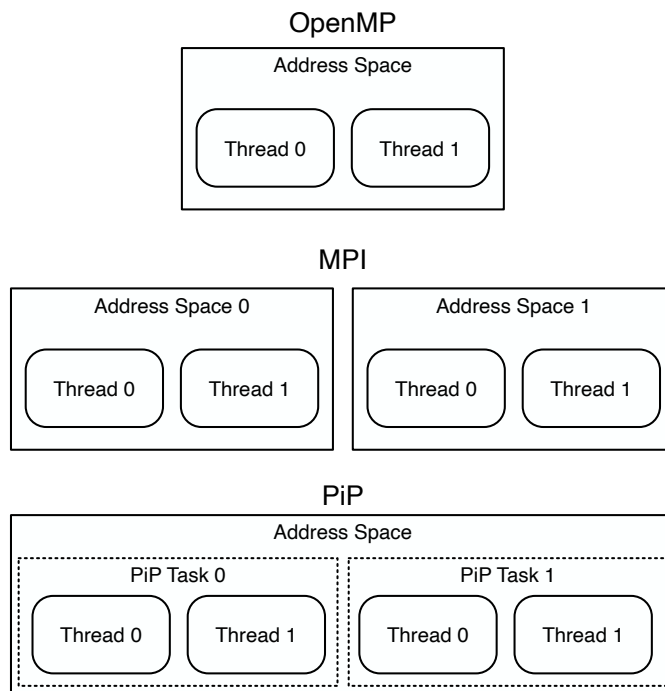 OpenMP
Address Space
Thread 0 Thread 1
MPI
Address Space 0 Address Space 1
Thread 0 Thread 1 Thread 0 Thread 1
PiP
Address Space
PiP Task 0 PiP Task 1
Thread 0 Thread 1 Thread 0 Thread 1